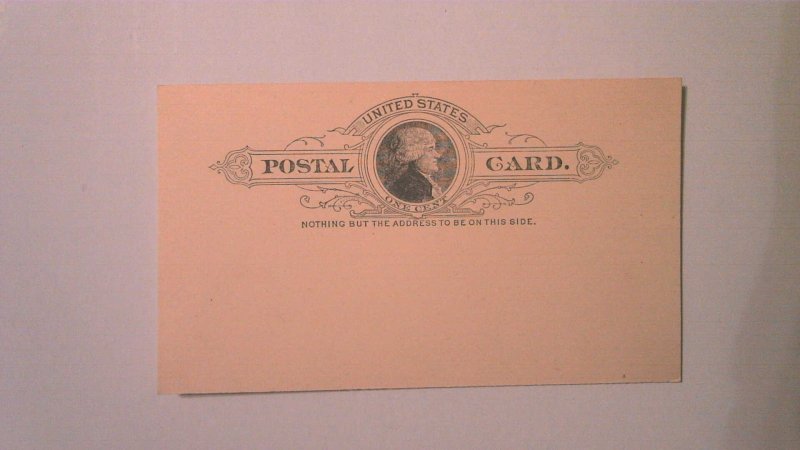 UNITED STATES
POSTAL CARD.
ONE CENT
NOTHING BUT THE ADDRESS TO BE ON THIS SIDE.